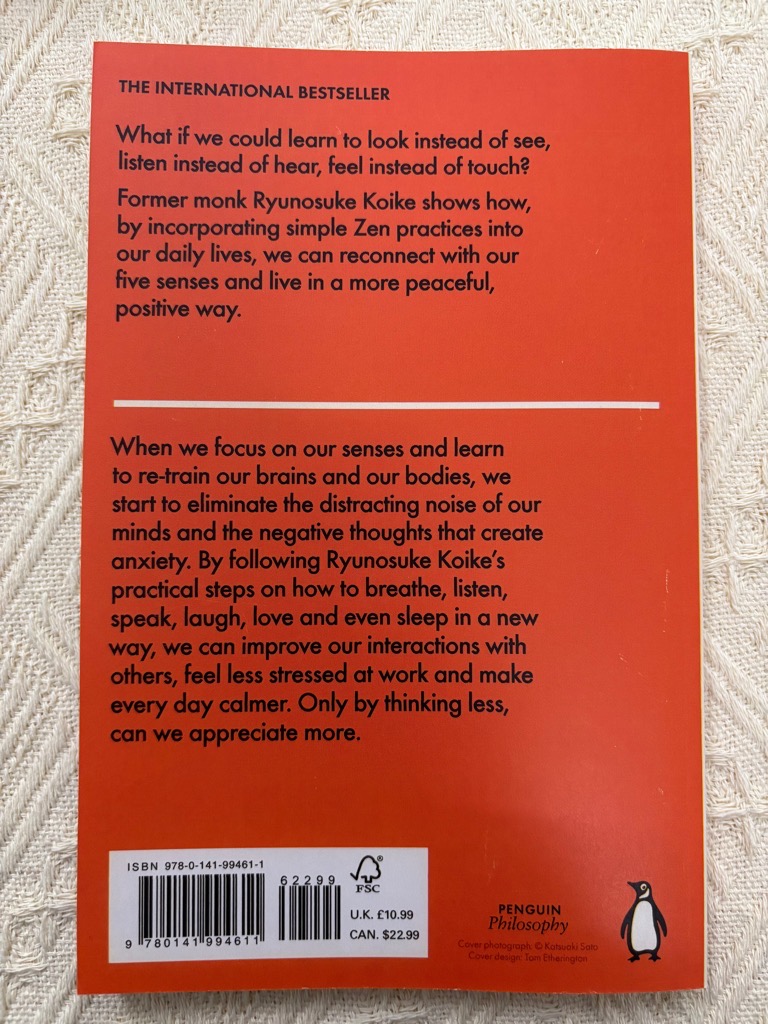 THE INTERNATIONAL BESTSELLER
What if we could learn to look instead of see,
listen instead of hear, feel instead of touch?
Former monk Ryunosuke Koike shows how,
by incorporating simple Zen practices into
our daily lives, we can reconnect with our
five senses and live in a more peaceful,
positive way.
When we focus on our senses and learn
to re-train our brains and our bodies, we
start to eliminate the distracting noise of our
minds and the negative thoughts that create
anxiety. By following Ryunosuke Koike's
practical steps on how to breathe, listen,
speak, laugh, love and even sleep in a new
way, we can improve our interactions with
others, feel less stressed at work and make
every day calmer. Only by thinking less,
can we appreciate more.
ISBN 978-0-141-99461-1
62299
9 780141 994611
FSC
U.K. £10.99
CAN. $22.99
PENGUIN
Philosophy
Cover photograph: © Katsuaki Sato
Cover design: Tom Etherington